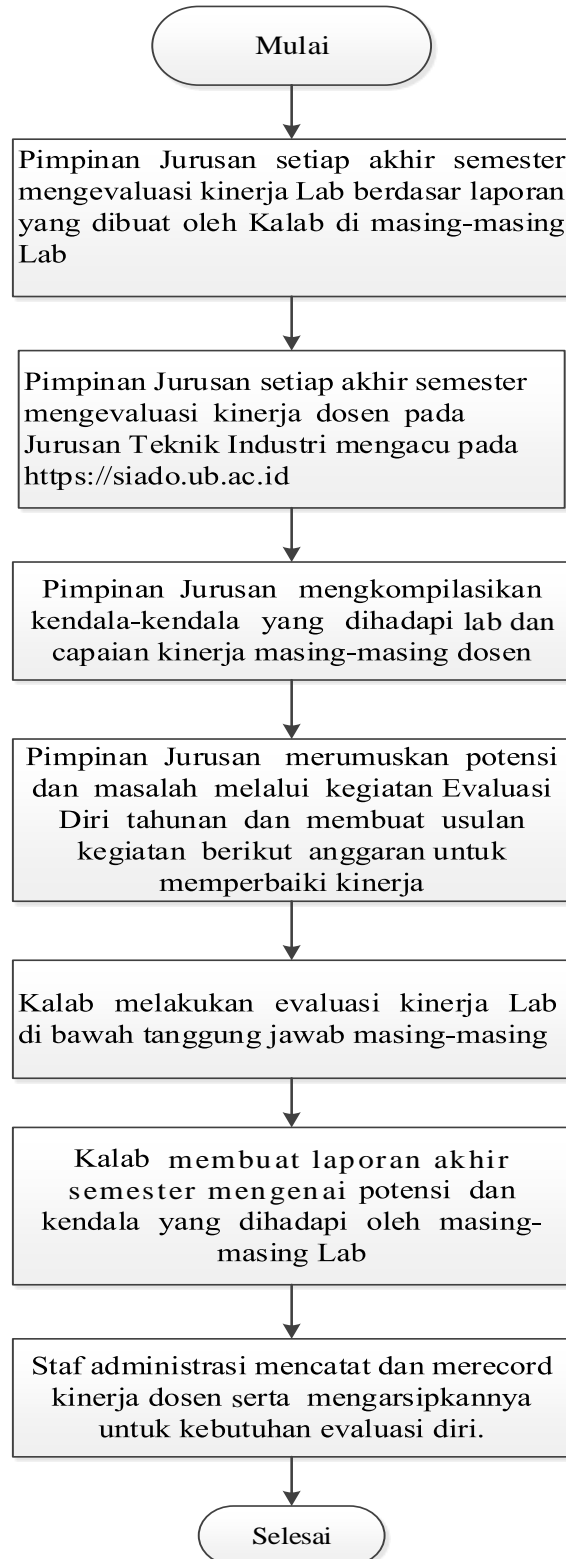 Mulai
Pimpinan Jurusan setiap akhir semester
mengevaluasi kinerja Lab berdasar laporan
yang dibuat oleh Kalab di masing-masing
Lab
Pimpinan Jurusan setiap akhir semester
mengevaluasi kinerja dosen pada
Jurusan Teknik Industri mengacu pada
https://siado.ub.ac.id
Pimpinan Jurusan mengkompilasikan
kendala-kendala yang dihadapi lab dan
capaian kinerja masing-masing dosen
Pimpinan Jurusan merumuskan potensi
dan masalah melalui kegiatan Evaluasi
Diri tahunan dan membuat usulan
kegiatan berikut anggaran untuk
memperbaiki kinerja
Kalab melakukan evaluasi kinerja Lab
di bawah tanggung jawab masing-masing
Kalab membuat laporan akhir
semester mengenai potensi dan
kendala yang dihadapi oleh masing-
masing Lab
Staf administrasi mencatat dan merecord
kinerja dosen serta mengarsipkannya
untuk kebutuhan evaluasi diri.
Selesai